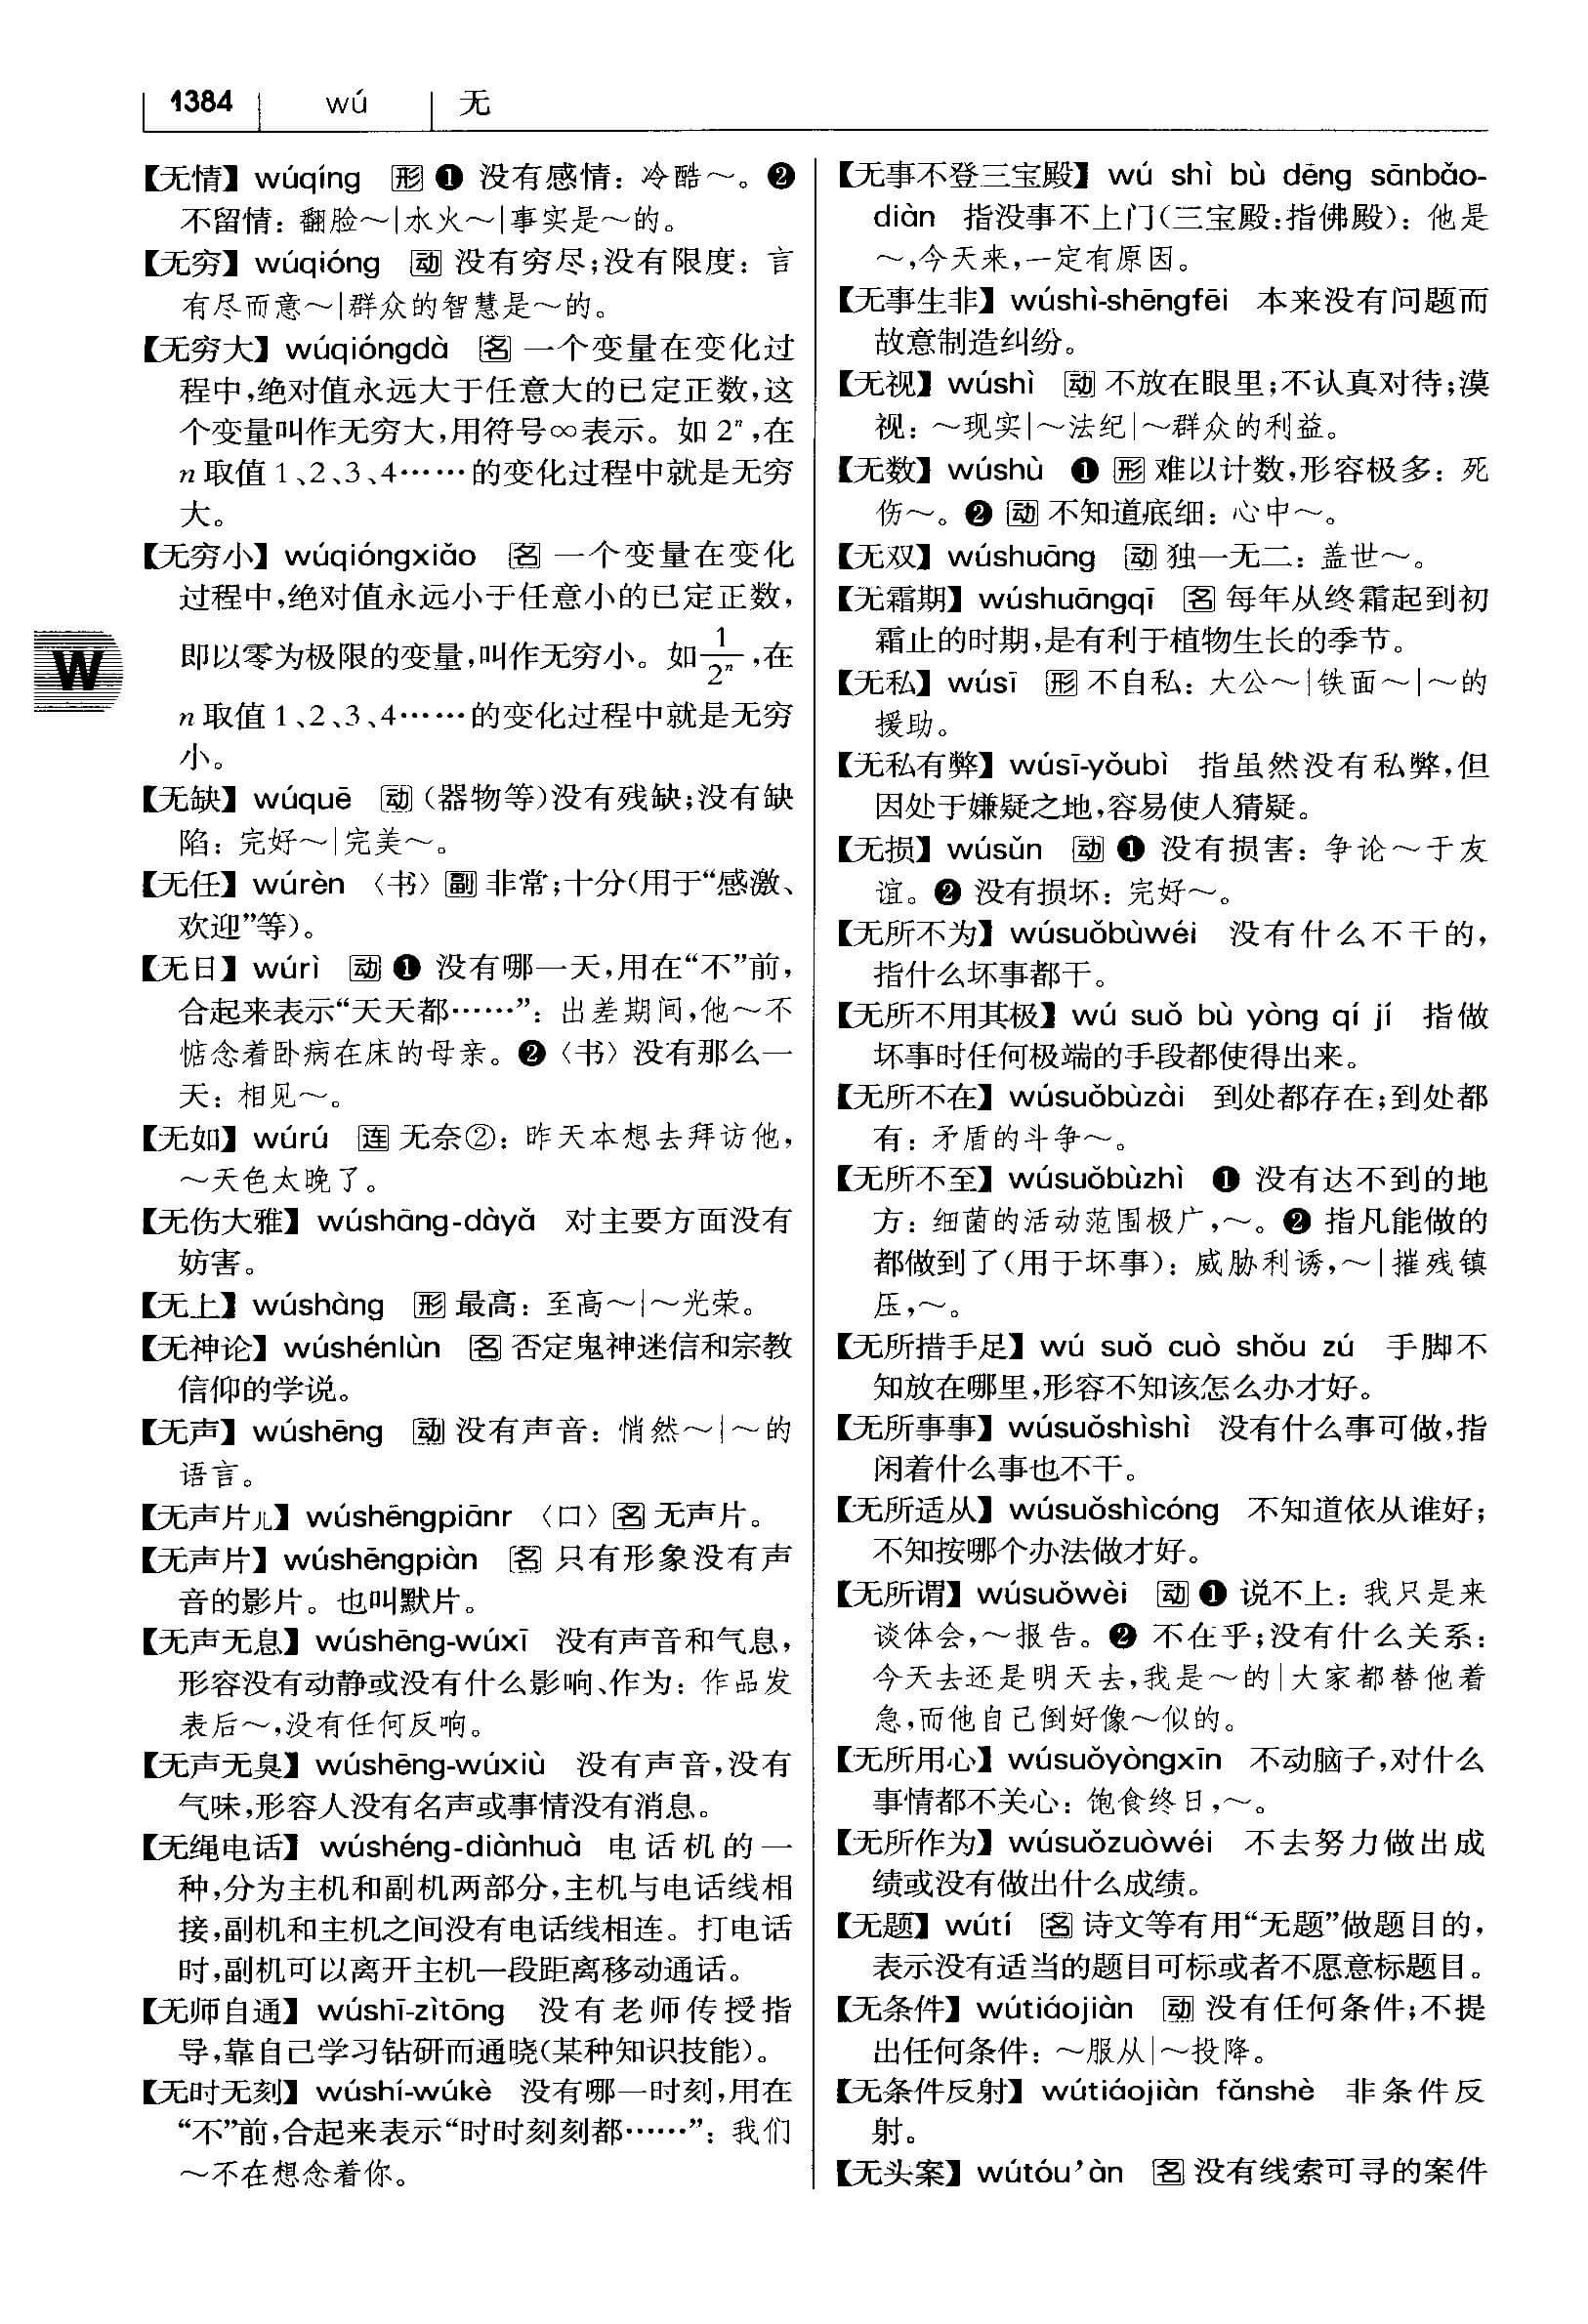 1384 wú 无
【无情】 wúqíng 形 ❶ 没有感情：冷酷～。❷
不留情：翻脸～|水火～|事实是～的。
【无穷】 wúqióng 动 没有穷尽;没有限度：言
有尽而意～|群众的智慧是～的。
【无穷大】 wúqióngdà 名 一个变量在变化过
程中,绝对值永远大于任意大的已定正数,这
个变量叫作无穷大,用符号∞表示。如 2ⁿ,在
n 取值 1、2、3、4……的变化过程中就是无穷
大。
【无穷小】 wúqióngxiǎo 名 一个变量在变化
过程中,绝对值永远小于任意小的已定正数,
即以零为极限的变量,叫作无穷小。如 1/2ⁿ,在
W
n 取值 1、2、3、4……的变化过程中就是无穷
小。
【无缺】 wúquē 动 (器物等)没有残缺;没有缺
陷：完好～|完美～。
【无任】 wúrèn 〈书〉副 非常;十分(用于“感激、
欢迎”等)。
【无日】 wúrì 动 ❶ 没有哪一天,用在“不”前,
合起来表示“天天都……”：出差期间,他～不
惦念着卧病在床的母亲。❷〈书〉没有那么一
天：相见～。
【无如】 wúrú 连 无奈②：昨天本想去拜访他,
～天色太晚了。
【无伤大雅】 wúshāng-dàyǎ 对主要方面没有
妨害。
【无上】 wúshàng 形 最高：至高～|～光荣。
【无神论】 wúshénlùn 名 否定鬼神迷信和宗教
信仰的学说。
【无声】 wúshēng 动 没有声音：悄然～|～的
语言。
【无声片儿】 wúshēngpiānr 〈口〉名 无声片。
【无声片】 wúshēngpiàn 名 只有形象没有声
音的影片。也叫默片。
【无声无息】 wúshēng-wúxī 没有声音和气息,
形容没有动静或没有什么影响、作为：作品发
表后～,没有任何反响。
【无声无臭】 wúshēng-wúxiù 没有声音,没有
气味,形容人没有名声或事情没有消息。
【无绳电话】 wúshéng-diànhuà 电话机的一
种,分为主机和副机两部分,主机与电话线相
接,副机和主机之间没有电话线相连。打电话
时,副机可以离开主机一段距离移动通话。
【无师自通】 wúshī-zìtōng 没有老师传授指
导,靠自己学习钻研而通晓(某种知识技能)。
【无时无刻】 wúshí-wúkè 没有哪一时刻,用在
“不”前,合起来表示“时时刻刻都……”：我们
～不在想念着你。
【无事不登三宝殿】 wú shì bù dēng sānbǎo-
diàn 指没事不上门(三宝殿:指佛殿)：他是
～,今天来,一定有原因。
【无事生非】 wúshì-shēngfēi 本来没有问题而
故意制造纠纷。
【无视】 wúshì 动 不放在眼里;不认真对待;漠
视：～现实|～法纪|～群众的利益。
【无数】 wúshù ❶ 形 难以计数,形容极多：死
伤～。❷ 动 不知道底细：心中～。
【无双】 wúshuāng 动 独一无二：盖世～。
【无霜期】 wúshuāngqī 名 每年从终霜起到初
霜止的时期,是有利于植物生长的季节。
【无私】 wúsī 形 不自私：大公～|铁面～|～的
援助。
【无私有弊】 wúsī-yǒubì 指虽然没有私弊,但
因处于嫌疑之地,容易使人猜疑。
【无损】 wúsǔn 动 ❶ 没有损害：争论～于友
谊。❷ 没有损坏：完好～。
【无所不为】 wúsuǒbùwéi 没有什么不干的,
指什么坏事都干。
【无所不用其极】 wú suǒ bù yòng qí jí 指做
坏事时任何极端的手段都使得出来。
【无所不在】 wúsuǒbùzài 到处都存在;到处都
有：矛盾的斗争～。
【无所不至】 wúsuǒbùzhì ❶ 没有达不到的地
方：细菌的活动范围极广,～。❷ 指凡能做的
都做到了(用于坏事)：威胁利诱,～|摧残镇
压,～。
【无所措手足】 wú suǒ cuò shǒu zú 手脚不
知放在哪里,形容不知该怎么办才好。
【无所事事】 wúsuǒshìshì 没有什么事可做,指
闲着什么事也不干。
【无所适从】 wúsuǒshìcóng 不知道依从谁好;
不知按哪个办法做才好。
【无所谓】 wúsuǒwèi 动 ❶ 说不上：我只是来
谈体会,～报告。❷ 不在乎;没有什么关系：
今天去还是明天去,我是～的|大家都替他着
急,而他自己倒好像～似的。
【无所用心】 wúsuǒyòngxīn 不动脑子,对什么
事情都不关心：饱食终日,～。
【无所作为】 wúsuǒzuòwéi 不去努力做出成
绩或没有做出什么成绩。
【无题】 wútí 名 诗文等有用“无题”做题目的,
表示没有适当的题目可标或者不愿意标题目。
【无条件】 wútiáojiàn 动 没有任何条件;不提
出任何条件：～服从|～投降。
【无条件反射】 wútiáojiàn fǎnshè 非条件反
射。
【无头案】 wútóu’àn 名 没有线索可寻的案件